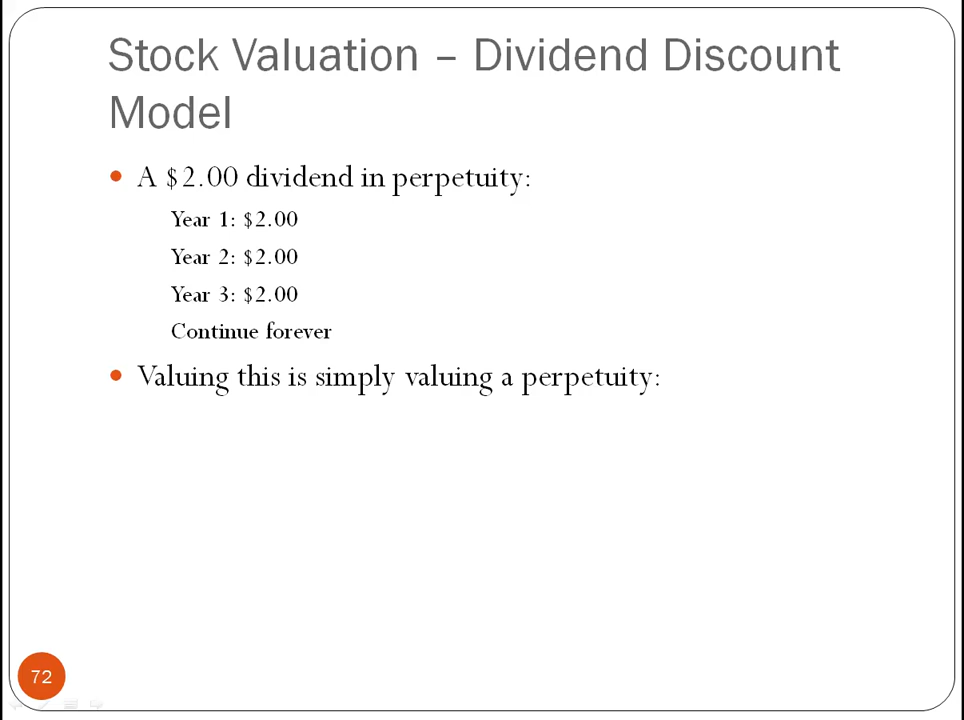 Stock Valuation – Dividend Discount
Model
• A $2.00 dividend in perpetuity:
Year 1: $2.00
Year 2: $2.00
Year 3: $2.00
Continue forever
• Valuing this is simply valuing a perpetuity:
72